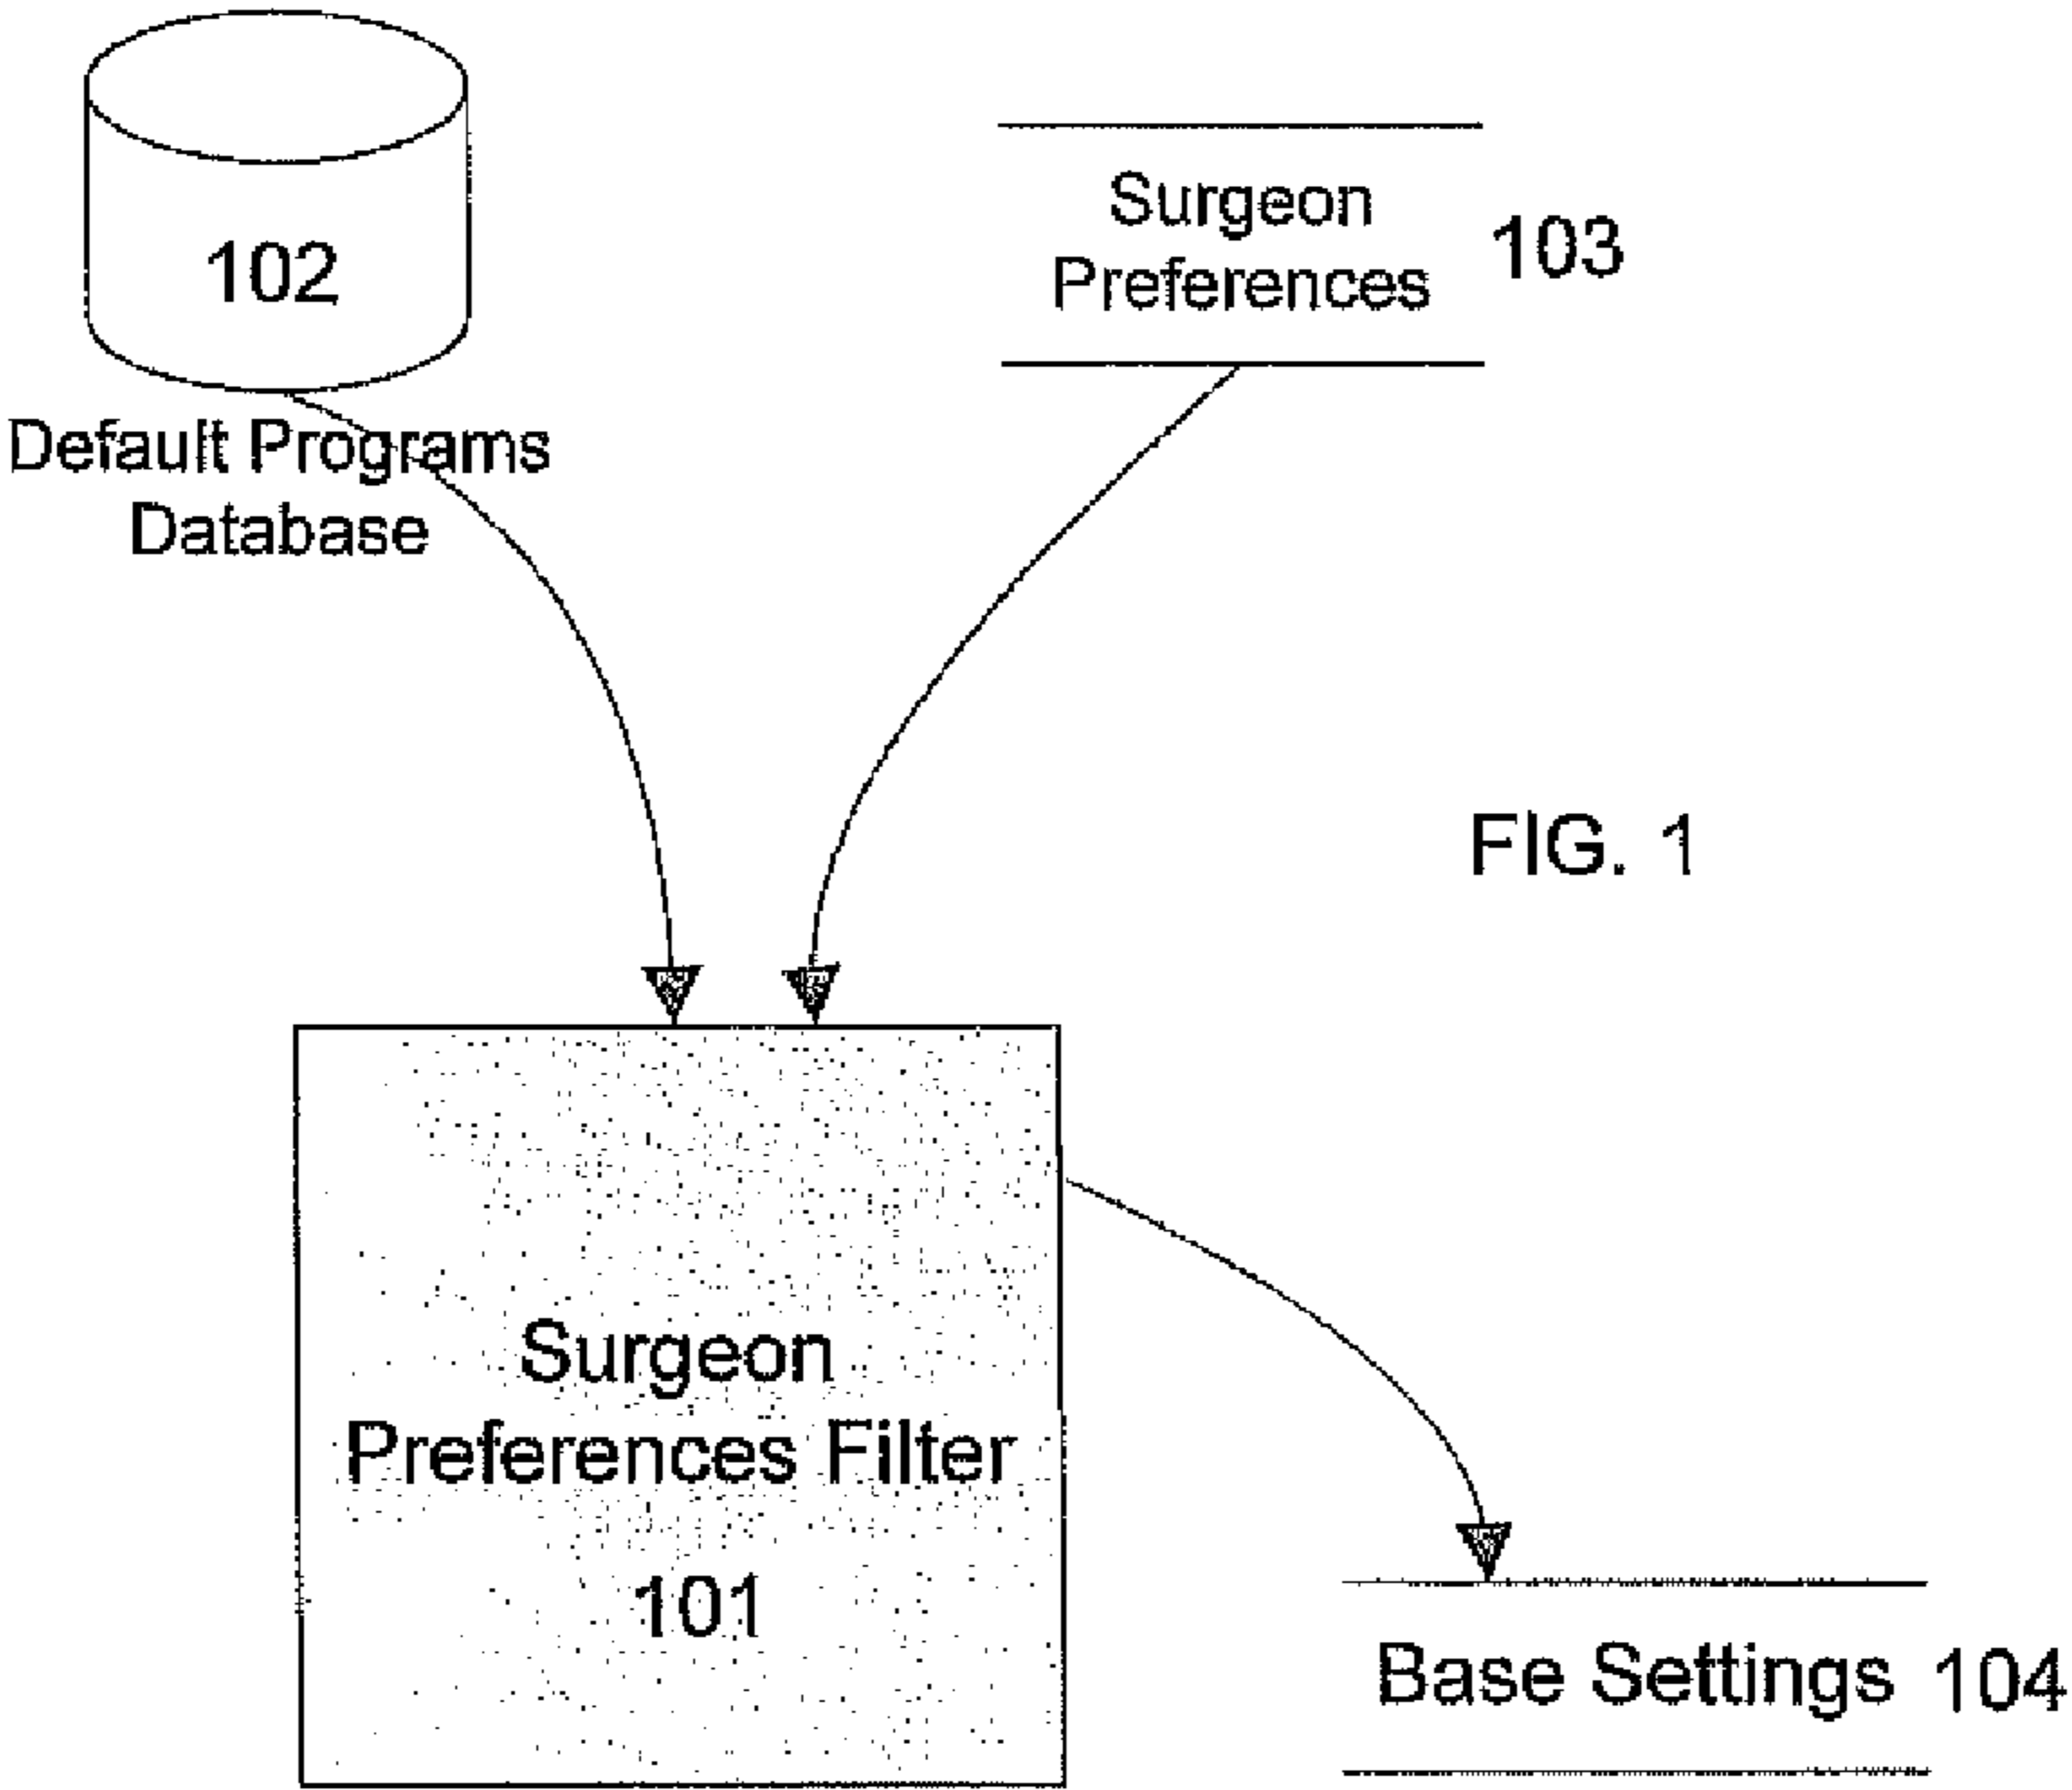 102
Default Programs
Database
Surgeon
Preferences
103
FIG. 1
Surgeon
Preferences Filter
101
Base Settings 104